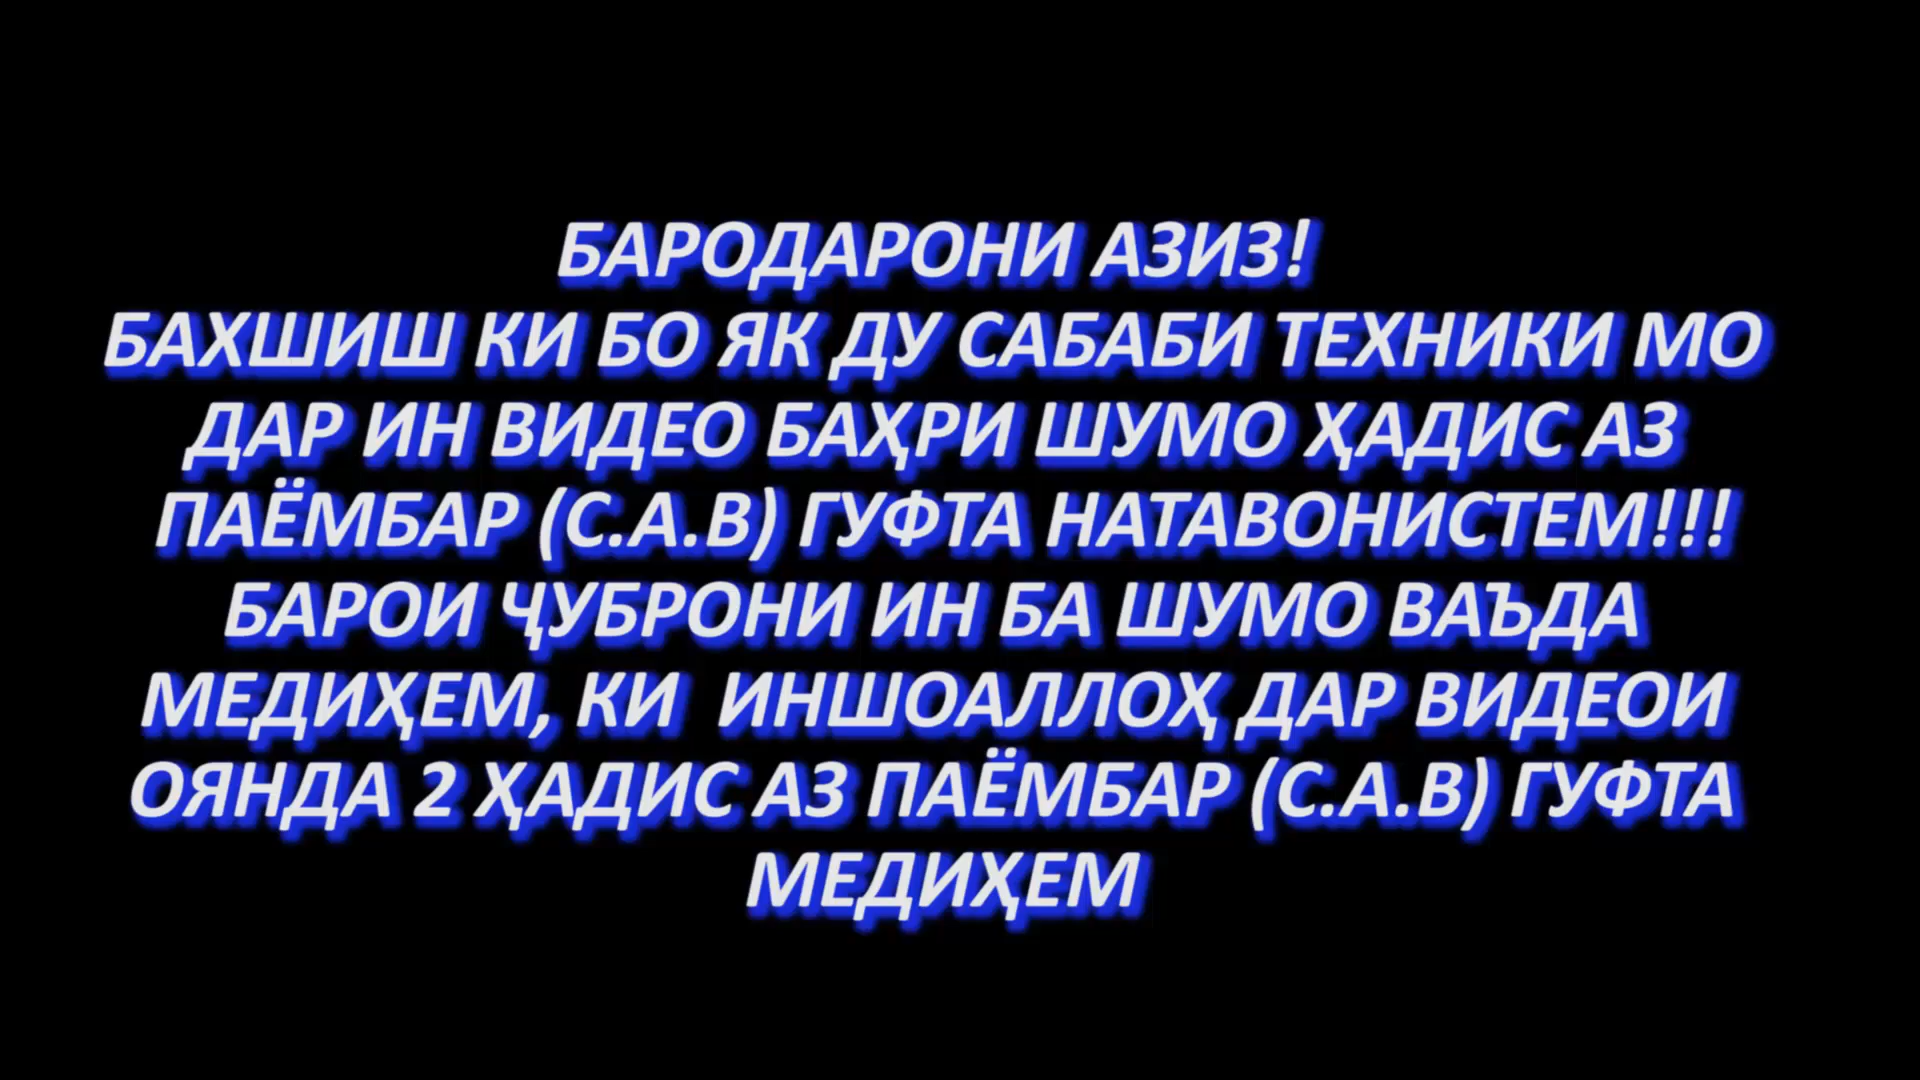 БАРОДАРОНИ АЗИЗ!
БАХШИШ КИ БО ЯК ДУ САБАБИ ТЕХНИКИ МО
ДАР ИН ВИДЕО БАҲРИ ШУМО ҲАДИС АЗ
ПАЁМБАР (С.А.В) ГУФТА НАТАВОНИСТЕМ!!!
БАРОИ ҶУБРОНИ ИН БА ШУМО ВАЪДА
МЕДИҲЕМ, КИ ИНШОАЛЛОҲ ДАР ВИДЕОИ
ОЯНДА 2 ҲАДИС АЗ ПАЁМБАР (С.А.В) ГУФТА
МЕДИҲЕМ